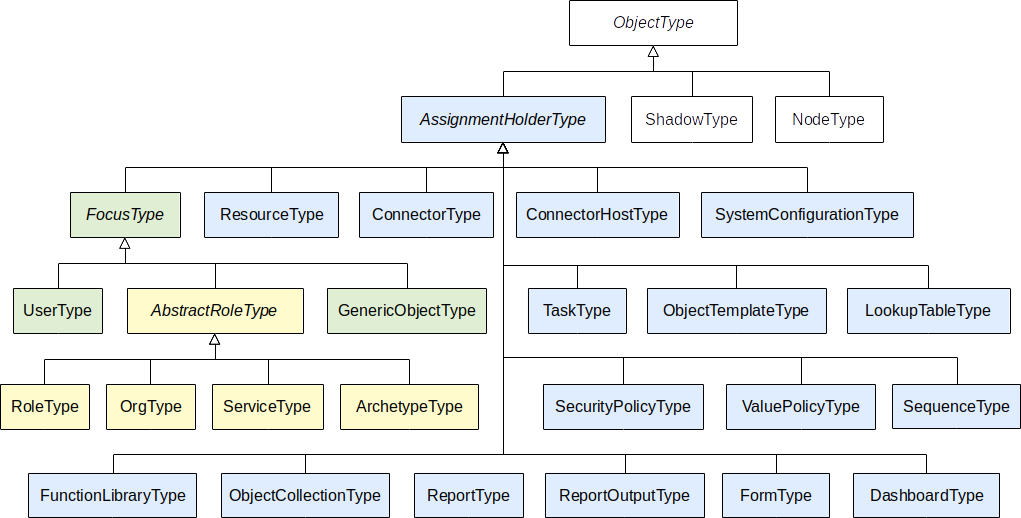 ObjectType
AssignmentHolderType
ShadowType
NodeType
FocusType
ResourceType
ConnectorType
ConnectorHostType
SystemConfigurationType
UserType
AbstractRoleType
GenericObjectType
TaskType
ObjectTemplateType
LookupTableType
RoleType
OrgType
ServiceType
ArchetypeType
SecurityPolicyType
ValuePolicyType
SequenceType
FunctionLibraryType
ObjectCollectionType
ReportType
ReportOutputType
FormType
DashboardType